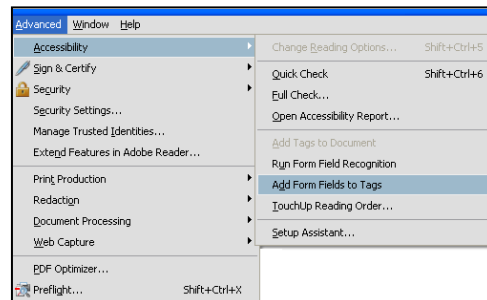 Advanced Window Help
Accessibility
Sign & Certify
Security
Security Settings...
Manage Trusted Identities...
Extend Features in Adobe Reader...
Print Production
Redaction
Document Processing
Web Capture
PDF Optimizer...
Preflight... Shift+Ctrl+X
Change Reading Options... Shift+Ctrl+5
Quick Check Shift+Ctrl+6
Full Check...
Open Accessibility Report...
Add Tags to Document
Run Form Field Recognition
Add Form Fields to Tags
TouchUp Reading Order...
Setup Assistant...